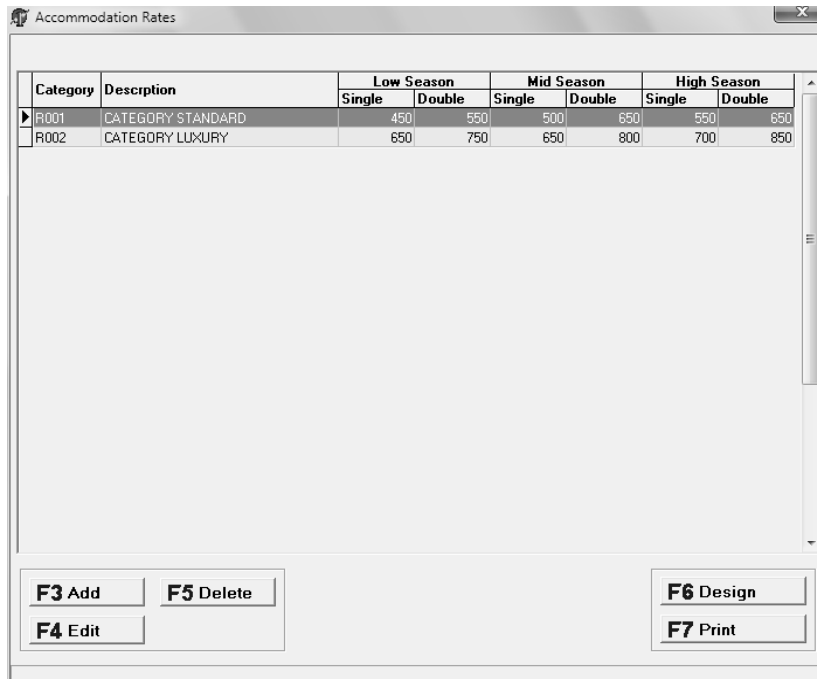 Accommodation Rates
Category Descrption Low Season Mid Season High Season
Single Double Single Double Single Double
R001 CATEGORY STANDARD 450 550 500 650 550 650
R002 CATEGORY LUXURY 650 750 650 800 700 850
F3 Add F5 Delete F6 Design
F4 Edit F7 Print